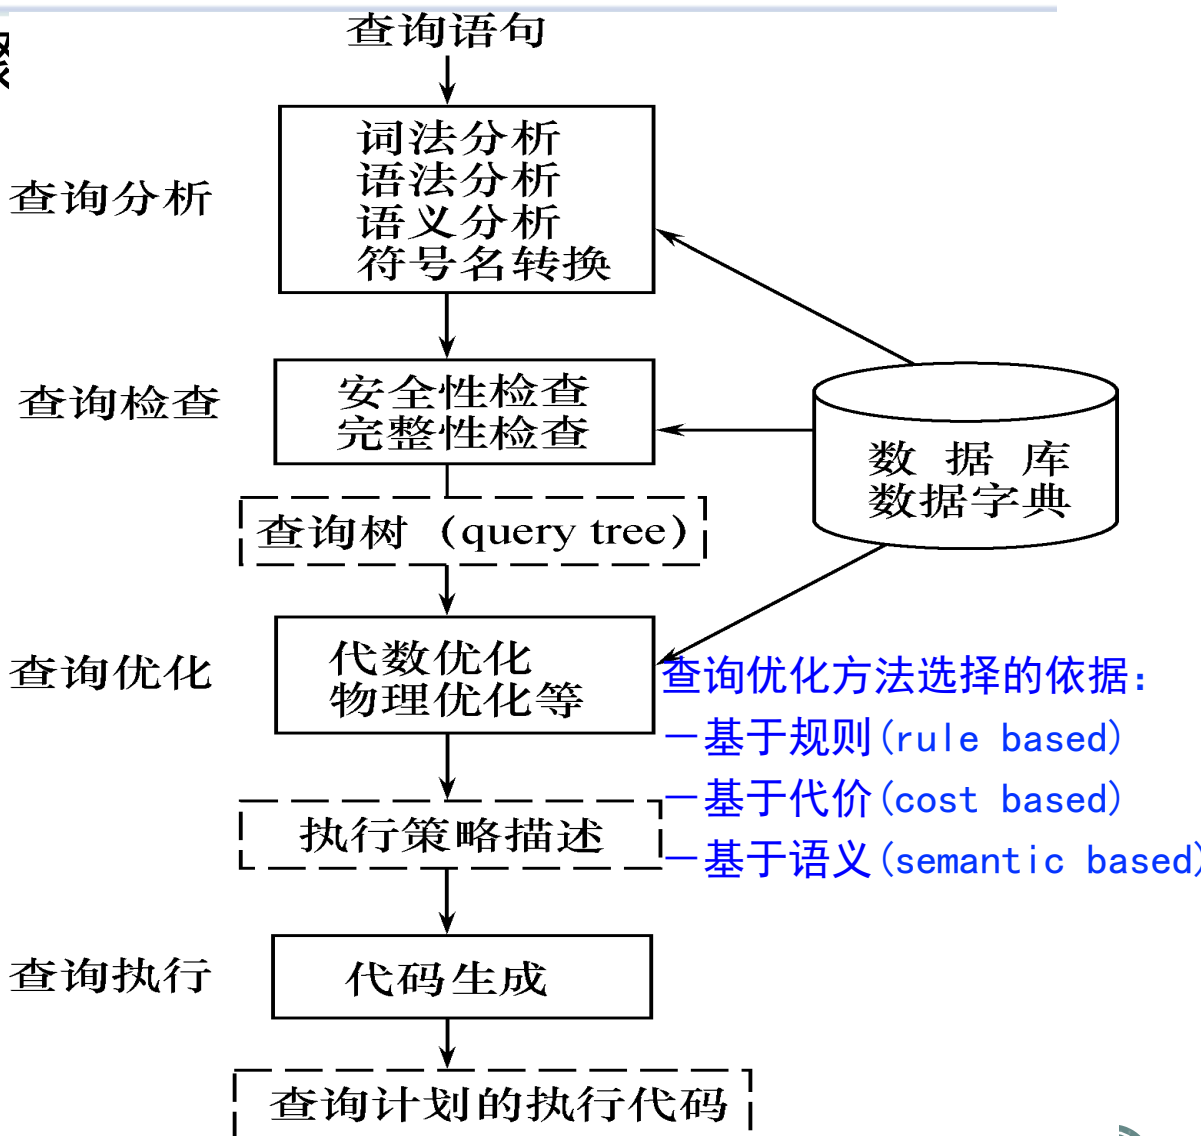 查询语句
查询分析
词法分析
语法分析
语义分析
符号名转换
查询检查
安全性检查
完整性检查
数 据 库
数据字典
查询树（query tree）
查询优化
代数优化
物理优化等
查询优化方法选择的依据：
－基于规则(rule based)
－基于代价(cost based)
－基于语义(semantic based)
执行策略描述
查询执行
代码生成
查询计划的执行代码